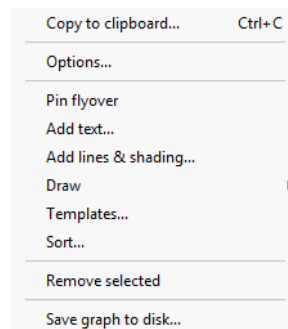 Copy to clipboard... Ctrl+C
Options...
Pin flyover
Add text...
Add lines & shading...
Draw
Templates...
Sort...
Remove selected
Save graph to disk...